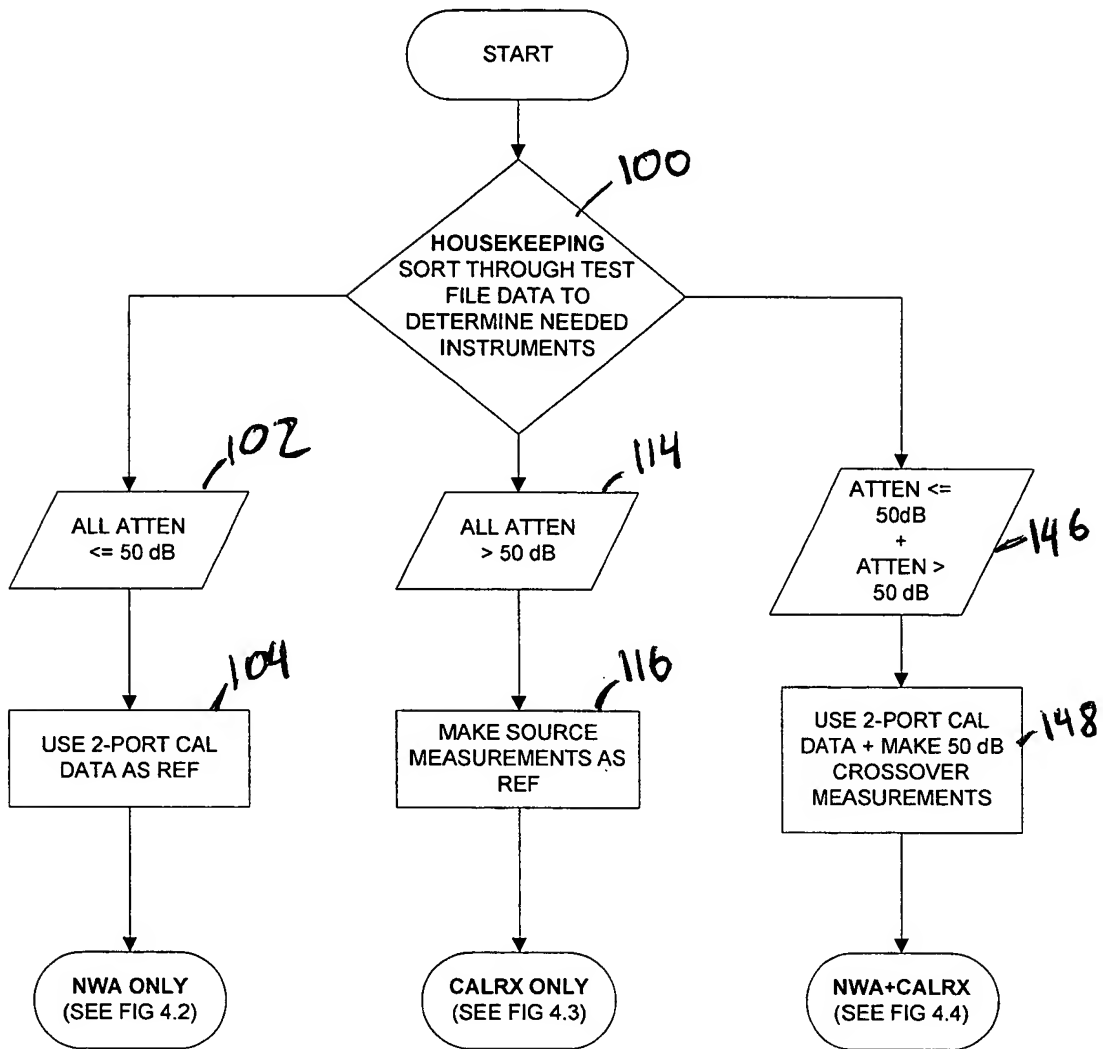 START
100
HOUSEKEEPING
SORT THROUGH TEST
FILE DATA TO
DETERMINE NEEDED
INSTRUMENTS
102
ALL ATTEN
<= 50 dB
114
ALL ATTEN
> 50 dB
ATTEN <=
50dB
+
ATTEN >
50 dB
146
104
USE 2-PORT CAL
DATA AS REF
116
MAKE SOURCE
MEASUREMENTS AS
REF
USE 2-PORT CAL
DATA + MAKE 50 dB
CROSSOVER
MEASUREMENTS
148
NWA ONLY
(SEE FIG 4.2)
CALRX ONLY
(SEE FIG 4.3)
NWA+CALRX
(SEE FIG 4.4)